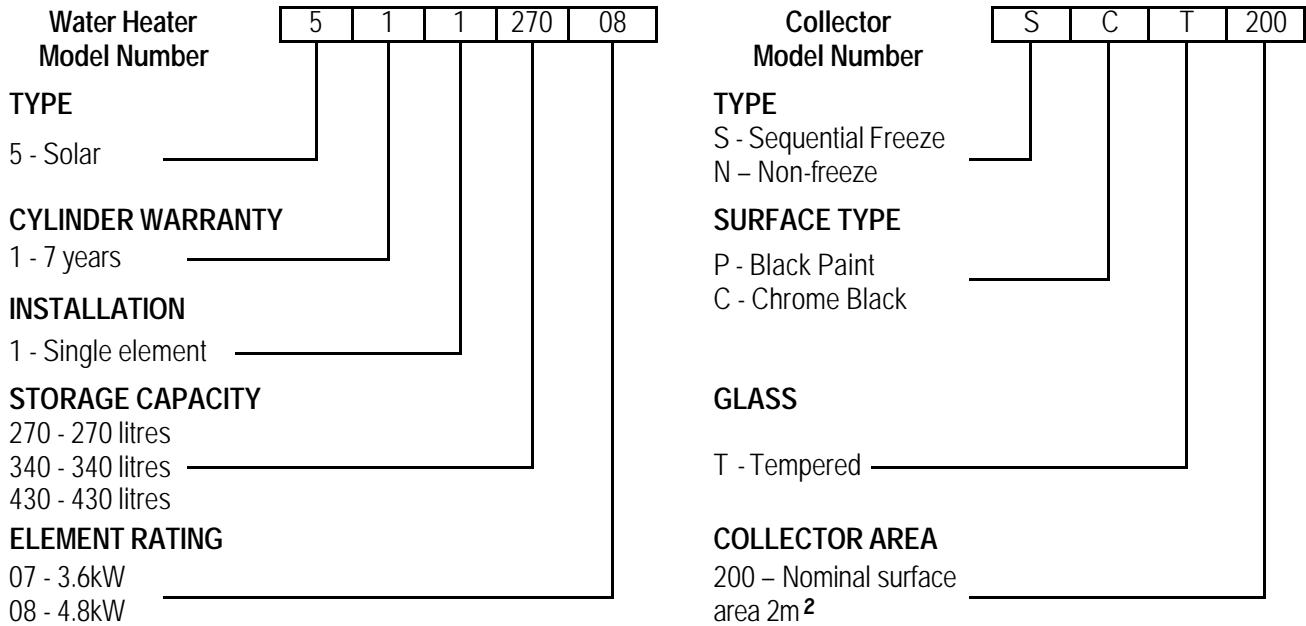 Water Heater
Model Number
5 1 1 270 08
TYPE
5 - Solar
CYLINDER WARRANTY
1 - 7 years
INSTALLATION
1 - Single element
STORAGE CAPACITY
270 - 270 litres
340 - 340 litres
430 - 430 litres
ELEMENT RATING
07 - 3.6kW
08 - 4.8kW
Collector
Model Number
S C T 200
TYPE
S - Sequential Freeze
N – Non-freeze
SURFACE TYPE
P - Black Paint
C - Chrome Black
GLASS
T - Tempered
COLLECTOR AREA
200 – Nominal surface
area 2m²